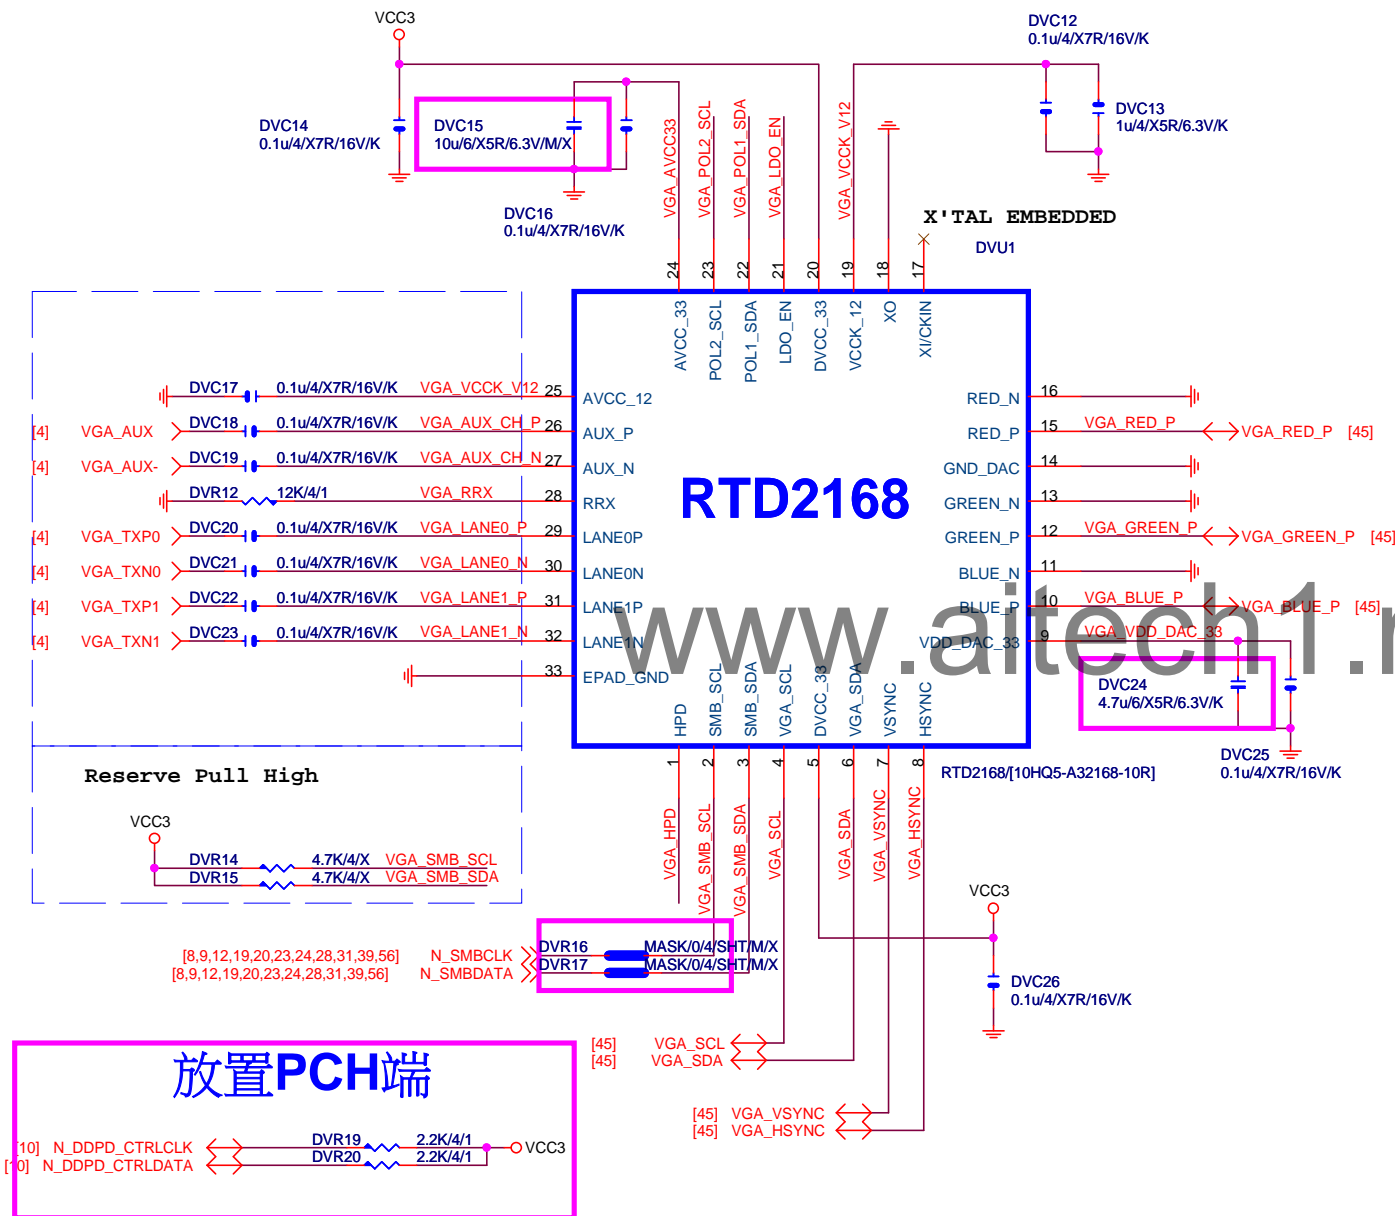 VCC3
DVC12
0.1u/4/X7R/16V/K
DVC14
0.1u/4/X7R/16V/K
DVC15
10u/6/X5R/6.3V/M/X
DVC13
1u/4/X5R/6.3V/K
DVC16
0.1u/4/X7R/16V/K
VGA_AVCC33
VGA_POL2_SCL
VGA_POL1_SDA
VGA_LDO_EN
VGA_VCCK_V12
X'TAL EMBEDDED
DVU1
24
23
22
21
20
19
18
17
AVCC_33
POL2_SCL
POL1_SDA
LDO_EN
DVCC_33
VCCK_12
XO
XI/CKIN
DVC17 0.1u/4/X7R/16V/K VGA_VCCK_V12 25 AVCC_12
[4] VGA_AUX DVC18 0.1u/4/X7R/16V/K VGA_AUX_CH_P 26 AUX_P
[4] VGA_AUX- DVC19 0.1u/4/X7R/16V/K VGA_AUX_CH_N 27 AUX_N
DVR12 12K/4/1 VGA_RRX 28 RRX
[4] VGA_TXP0 DVC20 0.1u/4/X7R/16V/K VGA_LANE0_P 29 LANE0P
[4] VGA_TXN0 DVC21 0.1u/4/X7R/16V/K VGA_LANE0_N 30 LANE0N
[4] VGA_TXP1 DVC22 0.1u/4/X7R/16V/K VGA_LANE1_P 31 LANE1P
[4] VGA_TXN1 DVC23 0.1u/4/X7R/16V/K VGA_LANE1_N 32 LANE1N
33 EPAD_GND
RTD2168
RED_N 16
RED_P 15 VGA_RED_P VGA_RED_P [45]
GND_DAC 14
GREEN_N 13
GREEN_P 12 VGA_GREEN_P VGA_GREEN_P [45]
BLUE_N 11
BLUE_P 10 VGA_BLUE_P VGA_BLUE_P [45]
VDD_DAC_33 9 VGA_VDD_DAC_33
www.aitech1.
DVC24
4.7u/6/X5R/6.3V/K
DVC25
0.1u/4/X7R/16V/K
HPD
SMB_SCL
SMB_SDA
VGA_SCL
DVCC_33
VGA_SDA
VSYNC
HSYNC
1
2
3
4
5
6
7
8
RTD2168/[10HQ5-A32168-10R]
VGA_HPD
VGA_SMB_SCL
VGA_SMB_SDA
VGA_SCL
VGA_SDA
VGA_VSYNC
VGA_HSYNC
Reserve Pull High
VCC3
DVR14 4.7K/4/X VGA_SMB_SCL
DVR15 4.7K/4/X VGA_SMB_SDA
[8,9,12,19,20,23,24,28,31,39,56] N_SMBCLK DVR16 MASK/0/4/SHT/M/X
[8,9,12,19,20,23,24,28,31,39,56] N_SMBDATA DVR17 MASK/0/4/SHT/M/X
VCC3
DVC26
0.1u/4/X7R/16V/K
[45] VGA_SCL
[45] VGA_SDA
[45] VGA_VSYNC
[45] VGA_HSYNC
放置PCH端
[10] N_DDPD_CTRLCLK DVR19 2.2K/4/1 VCC3
[10] N_DDPD_CTRLDATA DVR20 2.2K/4/1